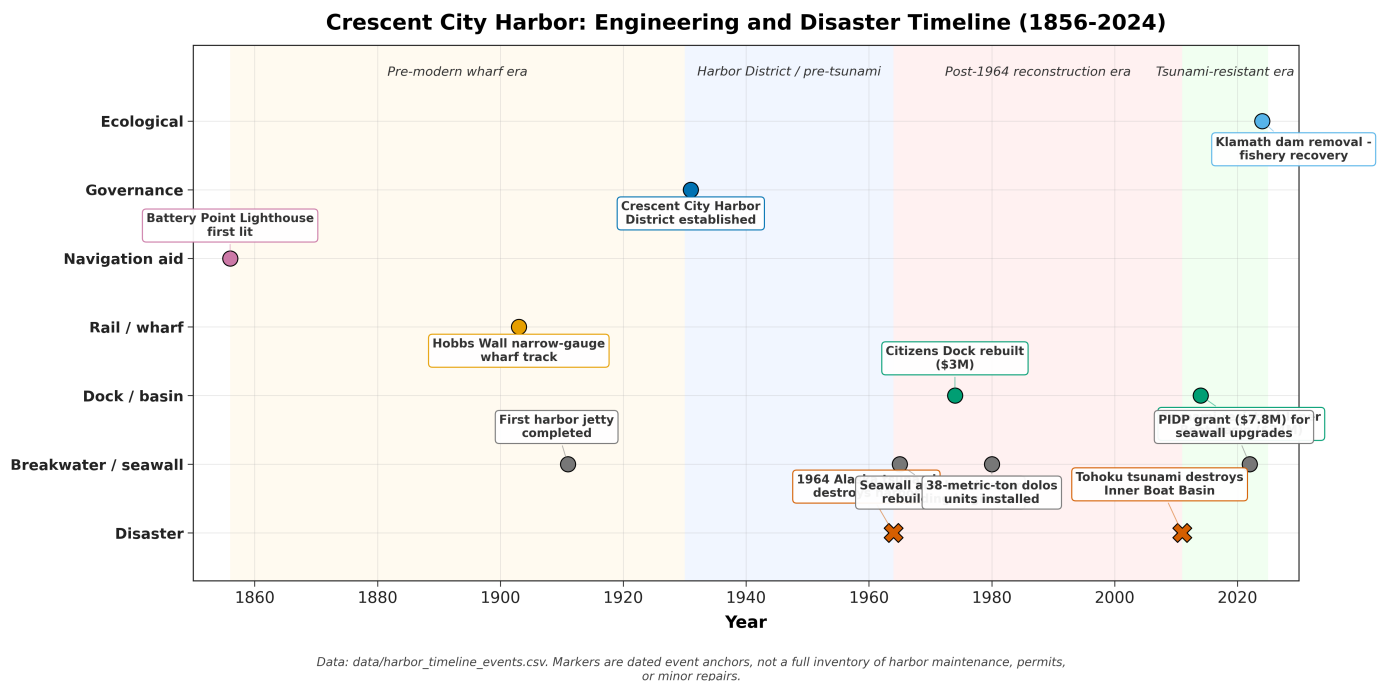 Crescent City Harbor: Engineering and Disaster Timeline (1856-2024)
Pre-modern wharf era
Harbor District / pre-tsunami
Post-1964 reconstruction era
Tsunami-resistant era
Ecological
Klamath dam removal -
fishery recovery
Governance
Crescent City Harbor
District established
Battery Point Lighthouse
first lit
Navigation aid
Rail / wharf
Hobbs Wall narrow-gauge
wharf track
Citizens Dock rebuilt
($3M)
Dock / basin
First harbor jetty
completed
PIDP grant ($7.8M) for
seawall upgrades
Breakwater / seawall
1964
Seawall
38-metric-ton dolos
units installed
Tohoku tsunami destroys
Inner Boat Basin
Disaster
1860
1880
1900
1920
1940
1960
1980
2000
2020
Year
Data: data/harbor_timeline_events.csv. Markers are dated event anchors, not a full inventory of harbor maintenance, permits,
or minor repairs.